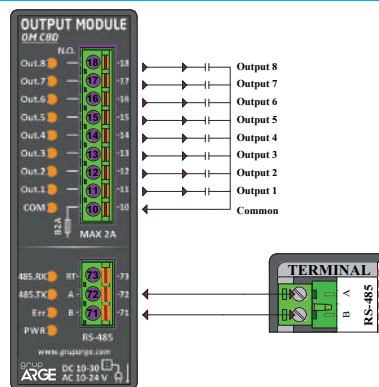 OUTPUT MODULE
OM C8D
N.O.
Out.8 18 -18 Output 8
Out.7 17 -17 Output 7
Out.6 16 -16 Output 6
Out.5 15 -15 Output 5
Out.4 14 -14 Output 4
Out.3 13 -13 Output 3
Out.2 12 -12 Output 2
Out.1 11 -11 Output 1
COM 10 -10 Common
B2A
MAX 2A
TERMINAL
485.RX RT- 73 -73
485.TX A - 72 -72 A
Err B - 71 -71 B
RS-485
PWR RS-485
www.gruparge.com
grup
ARGE
DC 10-30 V
AC 10-24 V